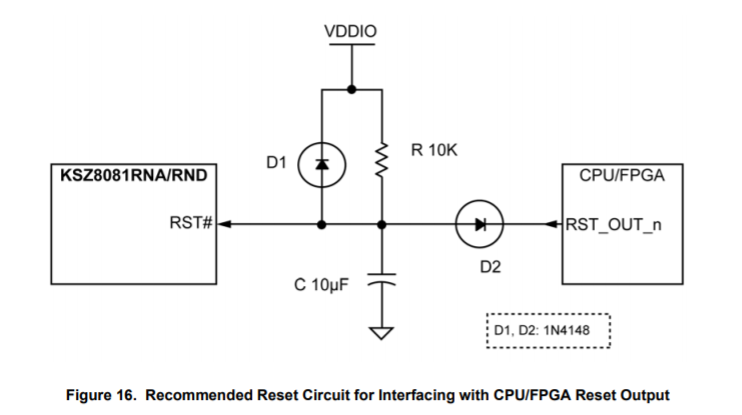 VDDIO
D1
R 10K
KSZ8081RNA/RND
CPU/FPGA
RST#
RST_OUT_n
D2
C 10µF
D1, D2: 1N4148
Figure 16. Recommended Reset Circuit for Interfacing with CPU/FPGA Reset Output